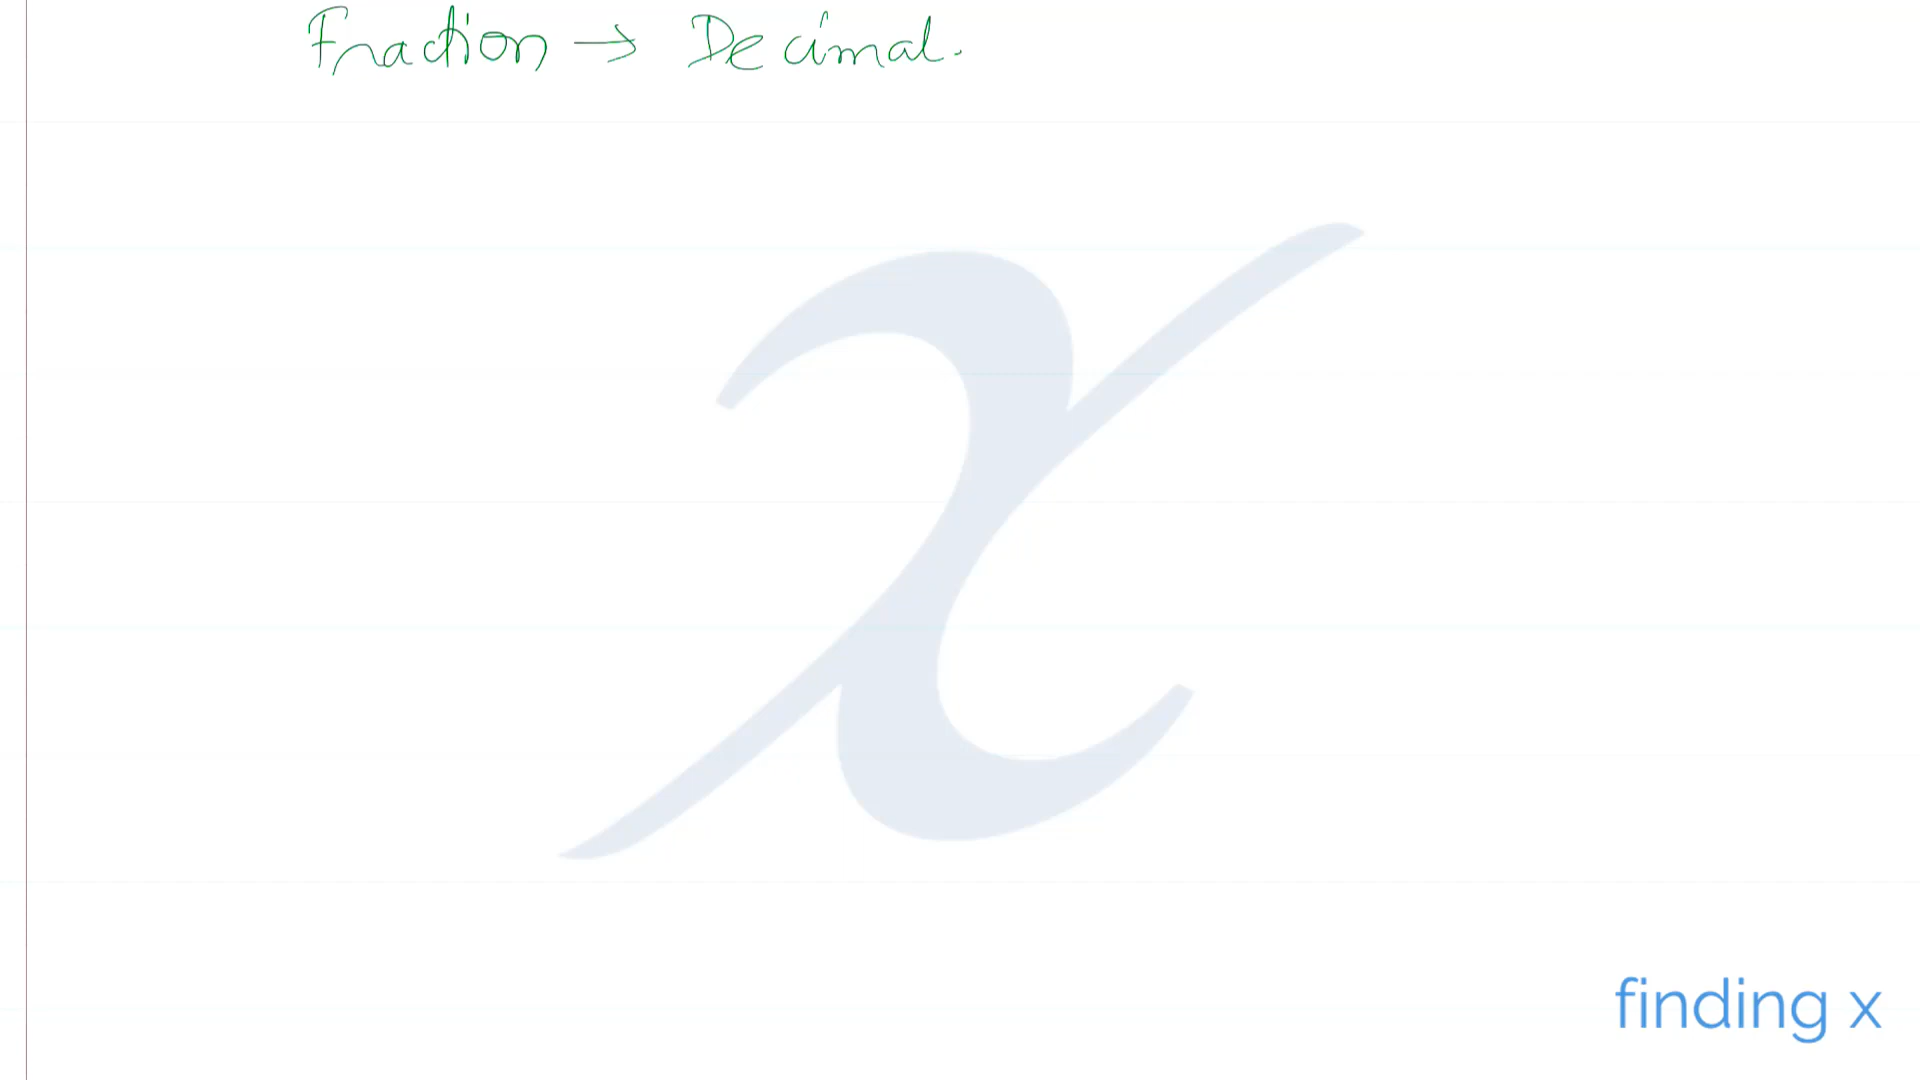 Fraction → Decimal.
finding x